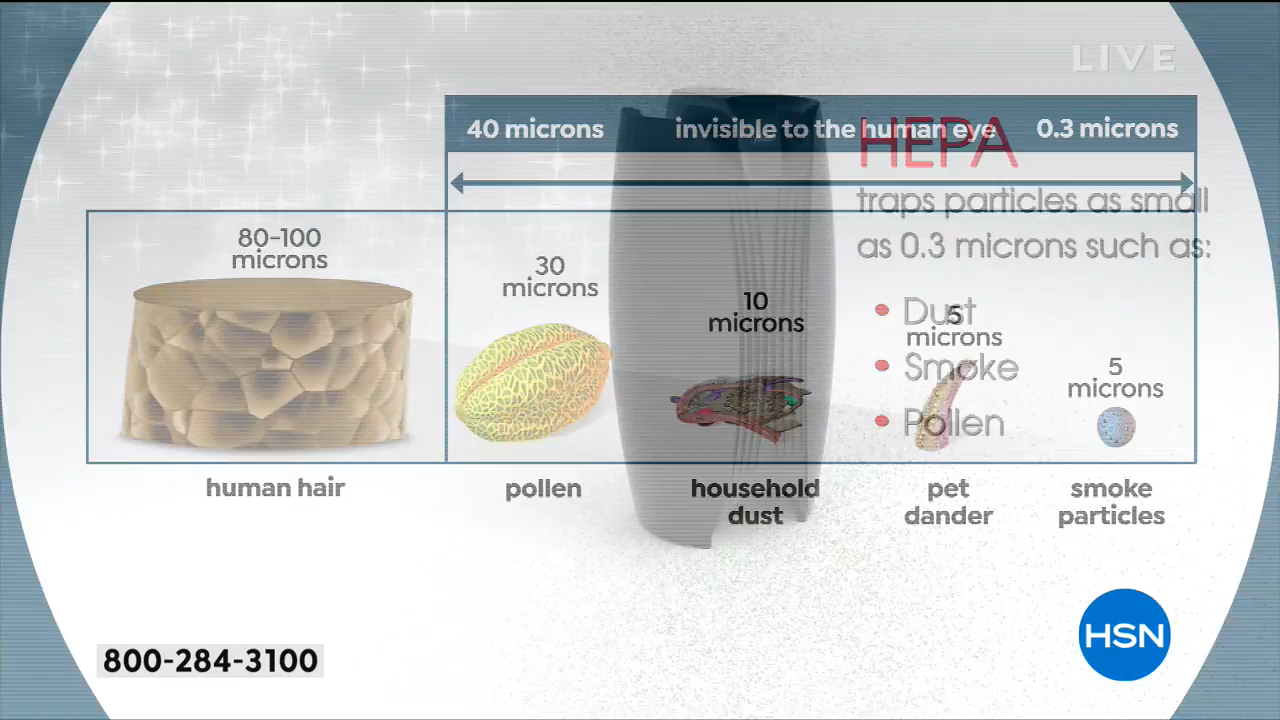 LIVE
40 microns
invisible to the human eye
0.3 microns
HEPA
traps particles as small
as 0.3 microns such as:
80-100
microns
30
microns
10
microns
Dust
5
microns
Smoke
5
microns
Pollen
human hair
pollen
household
dust
pet
dander
smoke
particles
800-284-3100
HSN